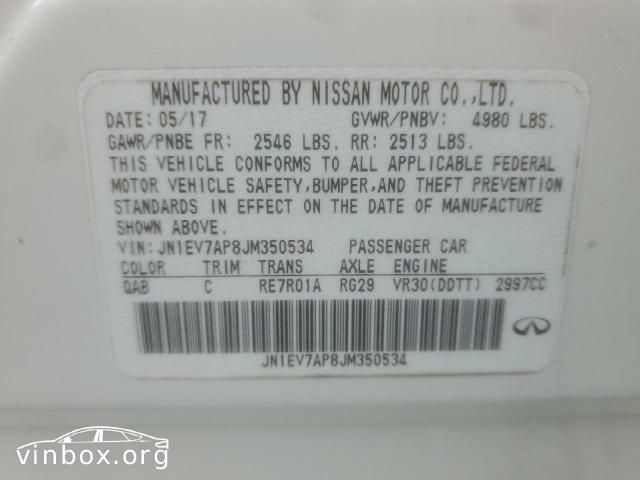 MANUFACTURED BY NISSAN MOTOR CO.,LTD.
DATE: 05/17 GVWR/PNBV: 4980 LBS.
GAWR/PNBE FR: 2546 LBS. RR: 2513 LBS.
THIS VEHICLE CONFORMS TO ALL APPLICABLE FEDERAL
MOTOR VEHICLE SAFETY,BUMPER,AND THEFT PREVENTION
STANDARDS IN EFFECT ON THE DATE OF MANUFACTURE
SHOWN ABOVE.
VIN: JN1EV7AP8JM350534 PASSENGER CAR
COLOR TRIM TRANS AXLE ENGINE
QAB C RE7R01A RG29 VR30(DDTT) 2997CC
JN1EV7AP8JM350534
vinbox.org